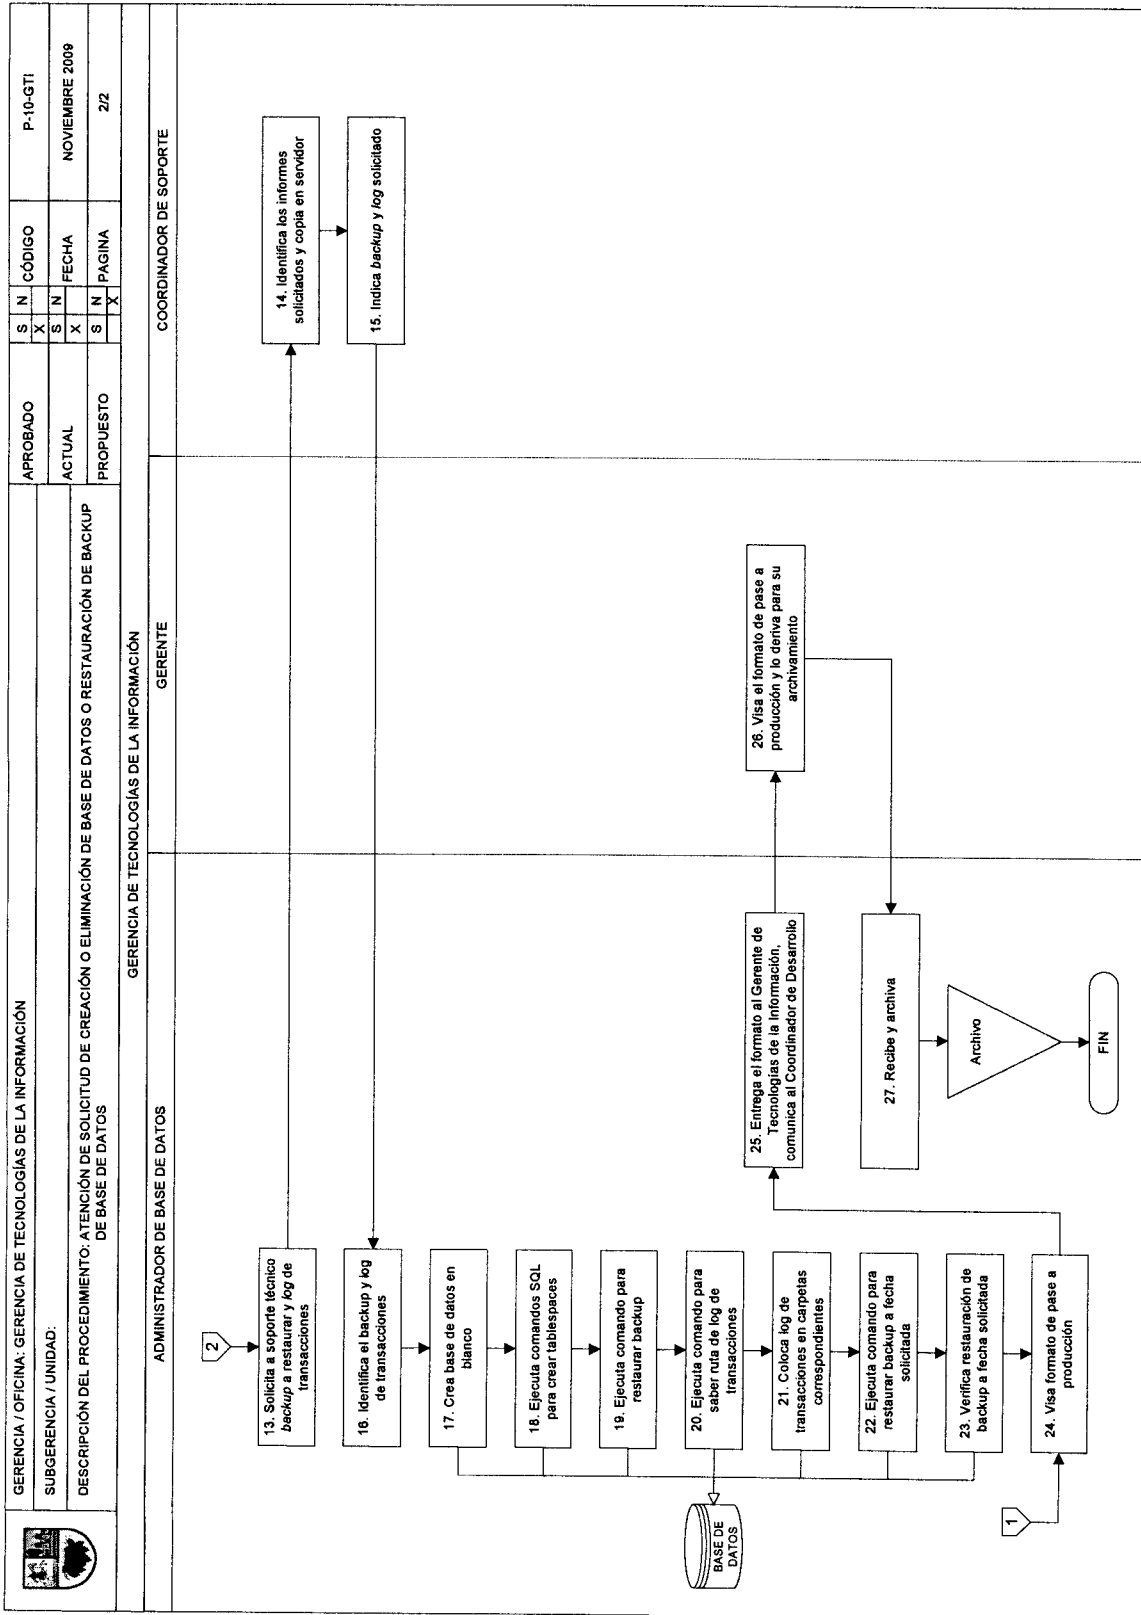 GERENCIA / OFICINA: GERENCIA DE TECNOLOGÍAS DE LA INFORMACIÓN
SUBGERENCIA / UNIDAD:
DESCRIPCIÓN DEL PROCEDIMIENTO: ATENCIÓN DE SOLICITUD DE CREACIÓN O ELIMINACIÓN DE BASE DE DATOS O RESTAURACIÓN DE BACKUP
DE BASE DE DATOS
APROBADO
S N
X
CÓDIGO
P-10-GTI
ACTUAL
S N
X
FECHA
NOVIEMBRE 2009
PROPUESTO
S N
X
PAGINA
2/2
GERENCIA DE TECNOLOGÍAS DE LA INFORMACIÓN
ADMINISTRADOR DE BASE DE DATOS
GERENTE
COORDINADOR DE SOPORTE
2
13. Solicita a soporte técnico
backup a restaurar y log de
transacciones
14. Identifica los informes
solicitados y copia en servidor
15. Indica backup y log solicitado
16. Identifica el backup y log
de transacciones
17. Crea base de datos en
blanco
18. Ejecuta comandos SQL
para crear tablespaces
19. Ejecuta comando para
restaurar backup
20. Ejecuta comando para
saber ruta de log de
transacciones
BASE DE
DATOS
21. Coloca log de
transacciones en carpetas
correspondientes
22. Ejecuta comando para
restaurar backup a fecha
solicitada
23. Verifica restauración de
backup a fecha solicitada
1
24. Visa formato de pase a
producción
25. Entrega el formato al Gerente de
Tecnologías de la Información,
comunica al Coordinador de Desarrollo
26. Visa el formato de pase a
producción y lo deriva para su
archivamiento
27. Recibe y archiva
Archivo
FIN